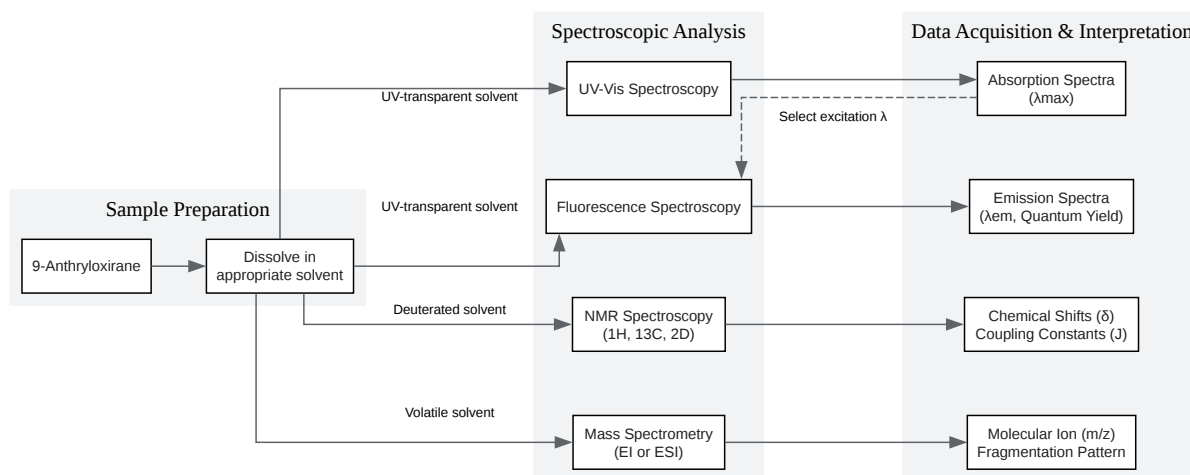 Spectroscopic Analysis
Data Acquisition & Interpretation
UV-transparent solvent
UV-Vis Spectroscopy
Absorption Spectra
(λmax)
Select excitation λ
Sample Preparation
9-Anthryloxirane
Dissolve in
appropriate solvent
UV-transparent solvent
Fluorescence Spectroscopy
Emission Spectra
(λem, Quantum Yield)
Deuterated solvent
NMR Spectroscopy
(1H, 13C, 2D)
Chemical Shifts (δ)
Coupling Constants (J)
Volatile solvent
Mass Spectrometry
(EI or ESI)
Molecular Ion (m/z)
Fragmentation Pattern